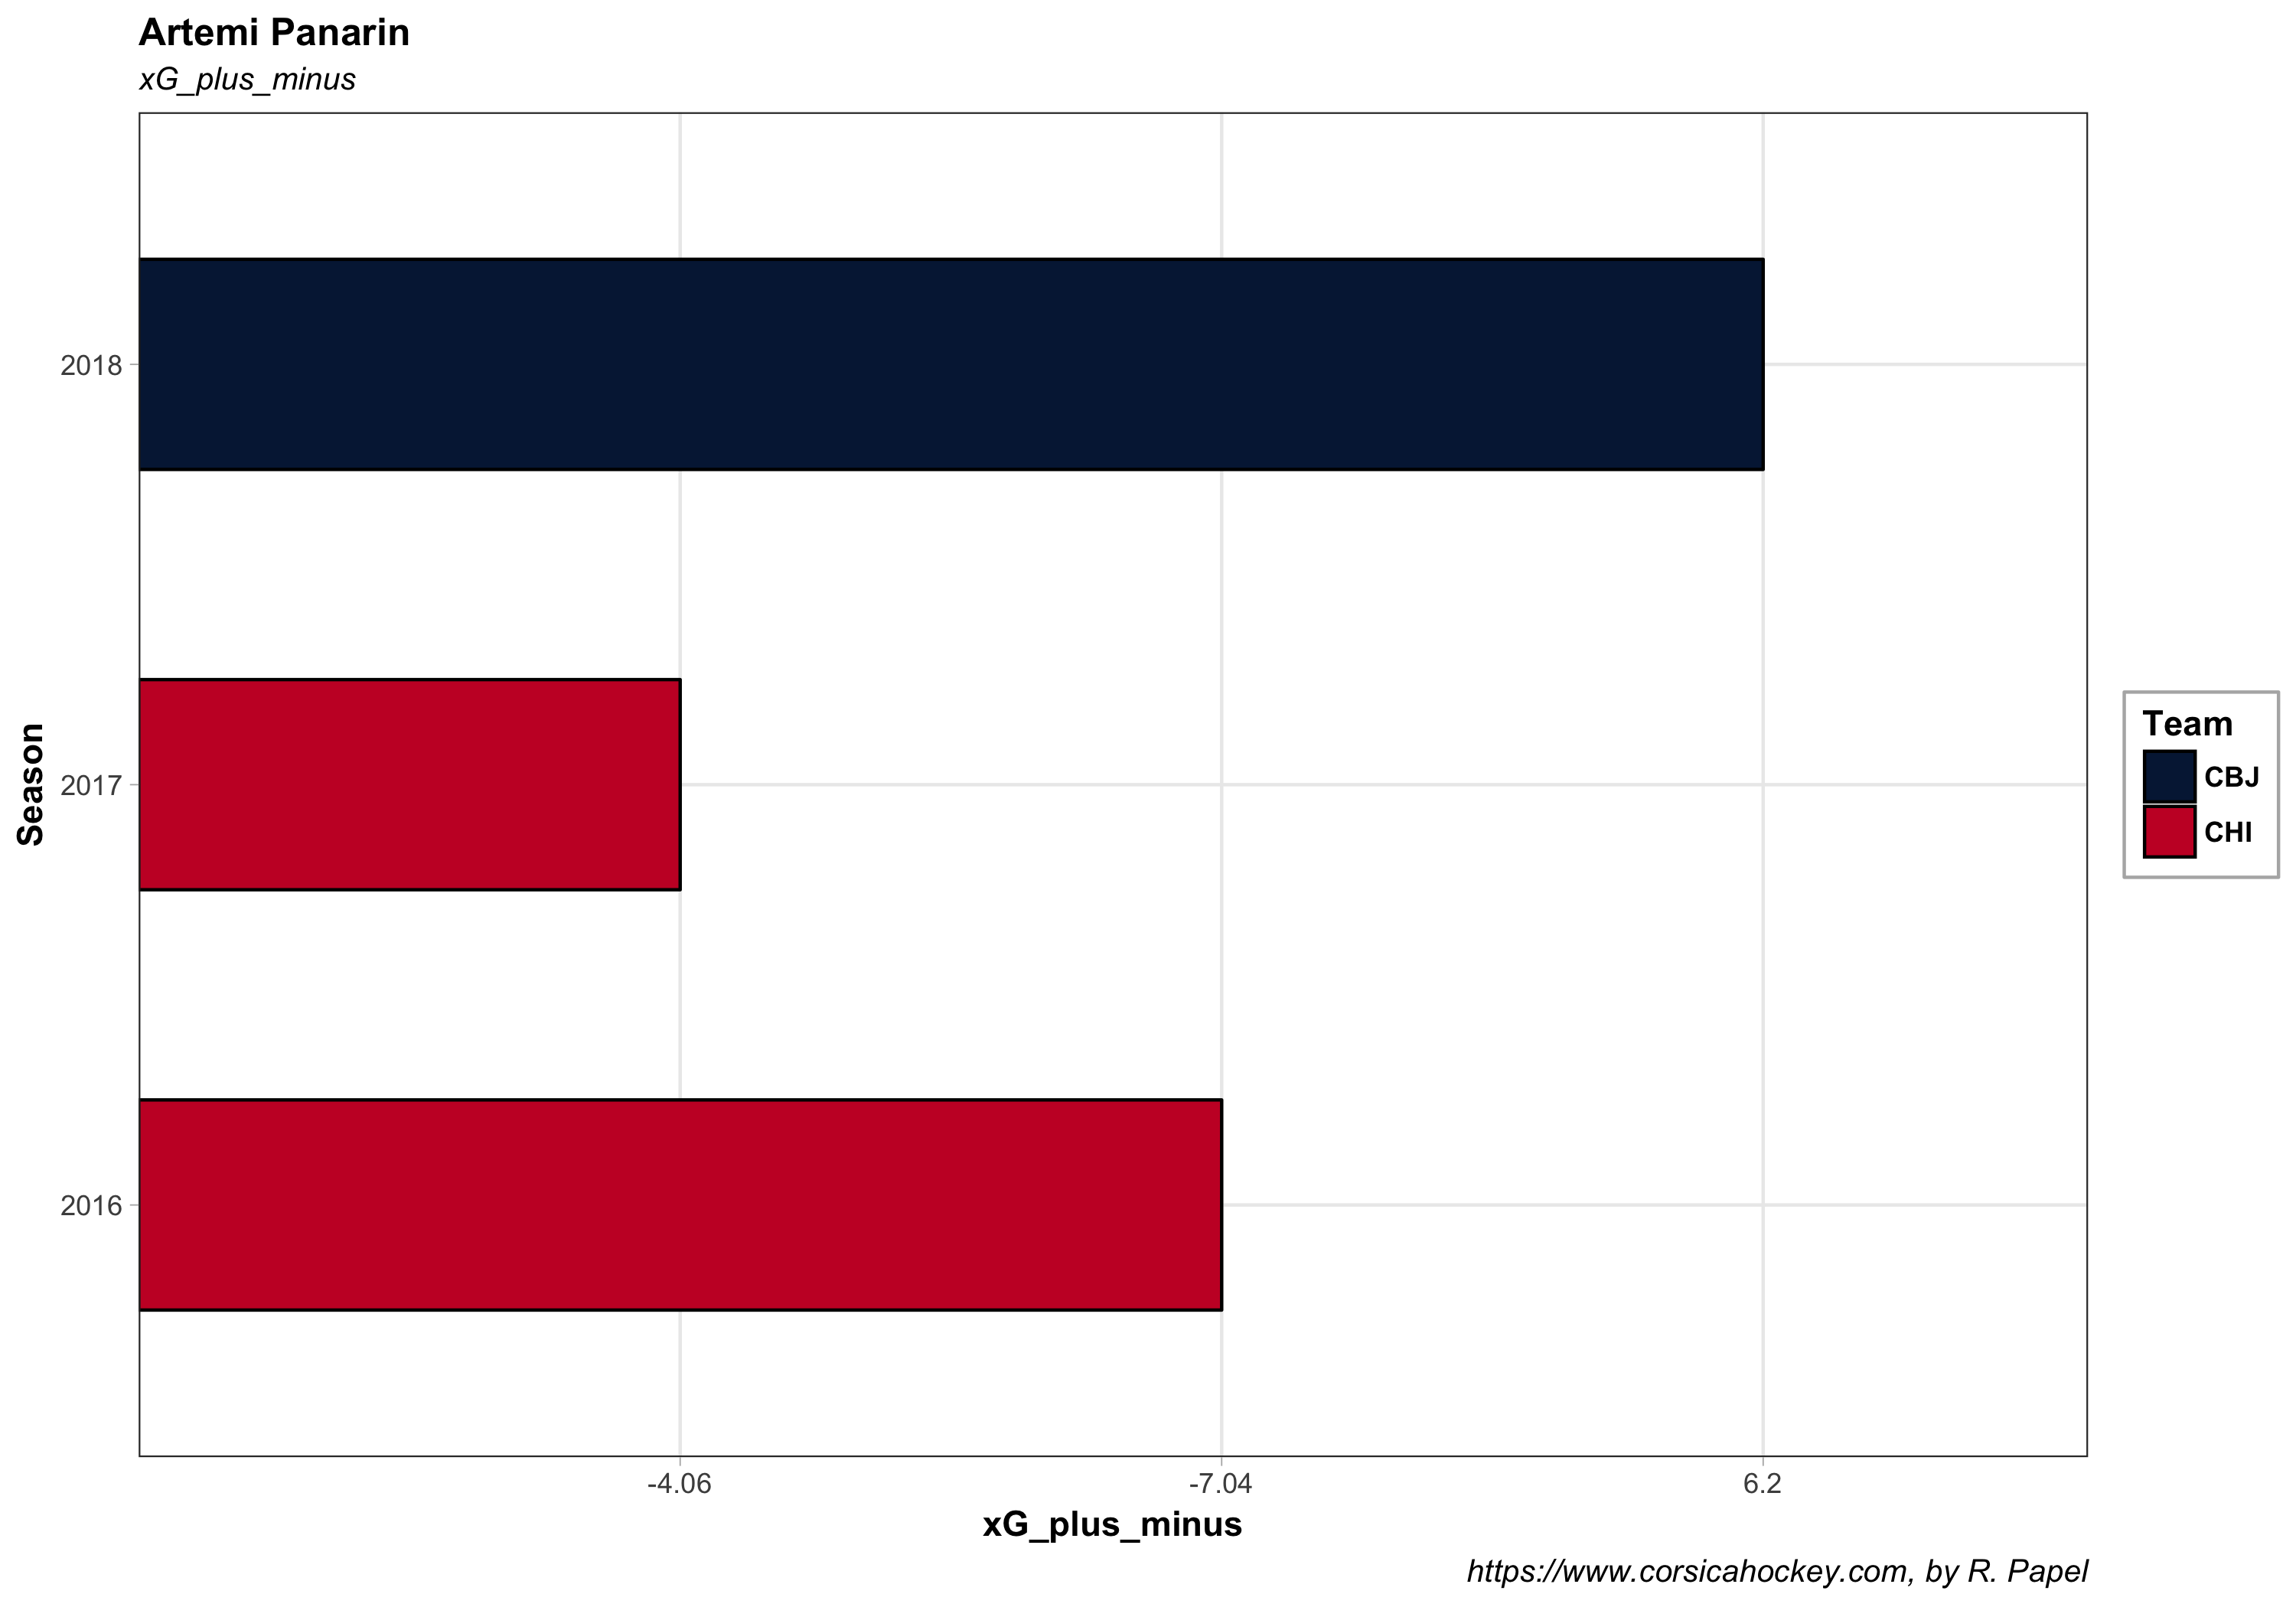 Artemi Panarin
xG_plus_minus
2018
2017
2016
Season
-4.06
-7.04
6.2
xG_plus_minus
Team
CBJ
CHI
https://www.corsicahockey.com, by R. Papel